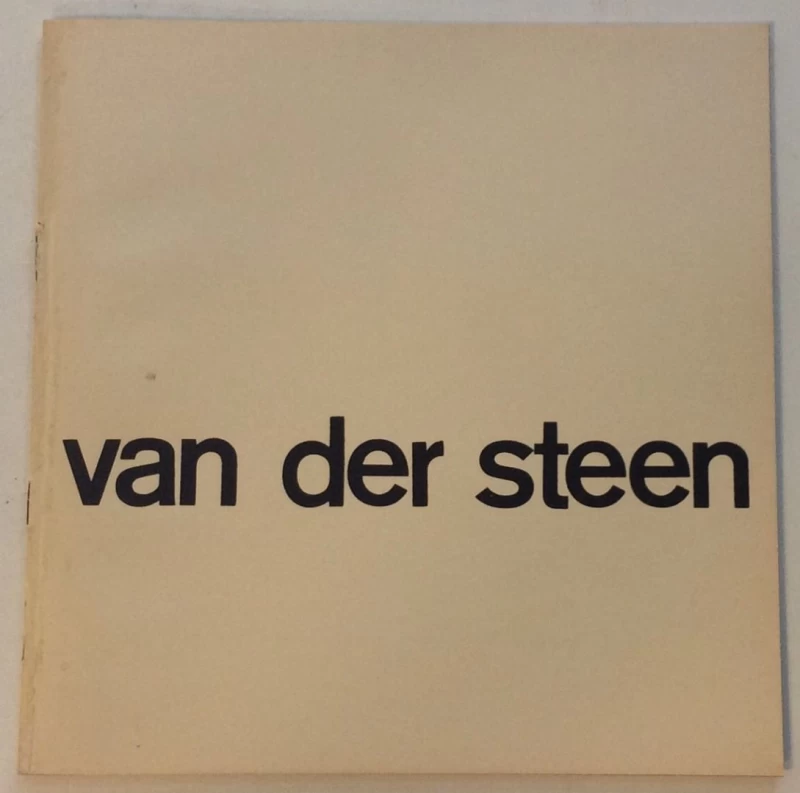 van der steen